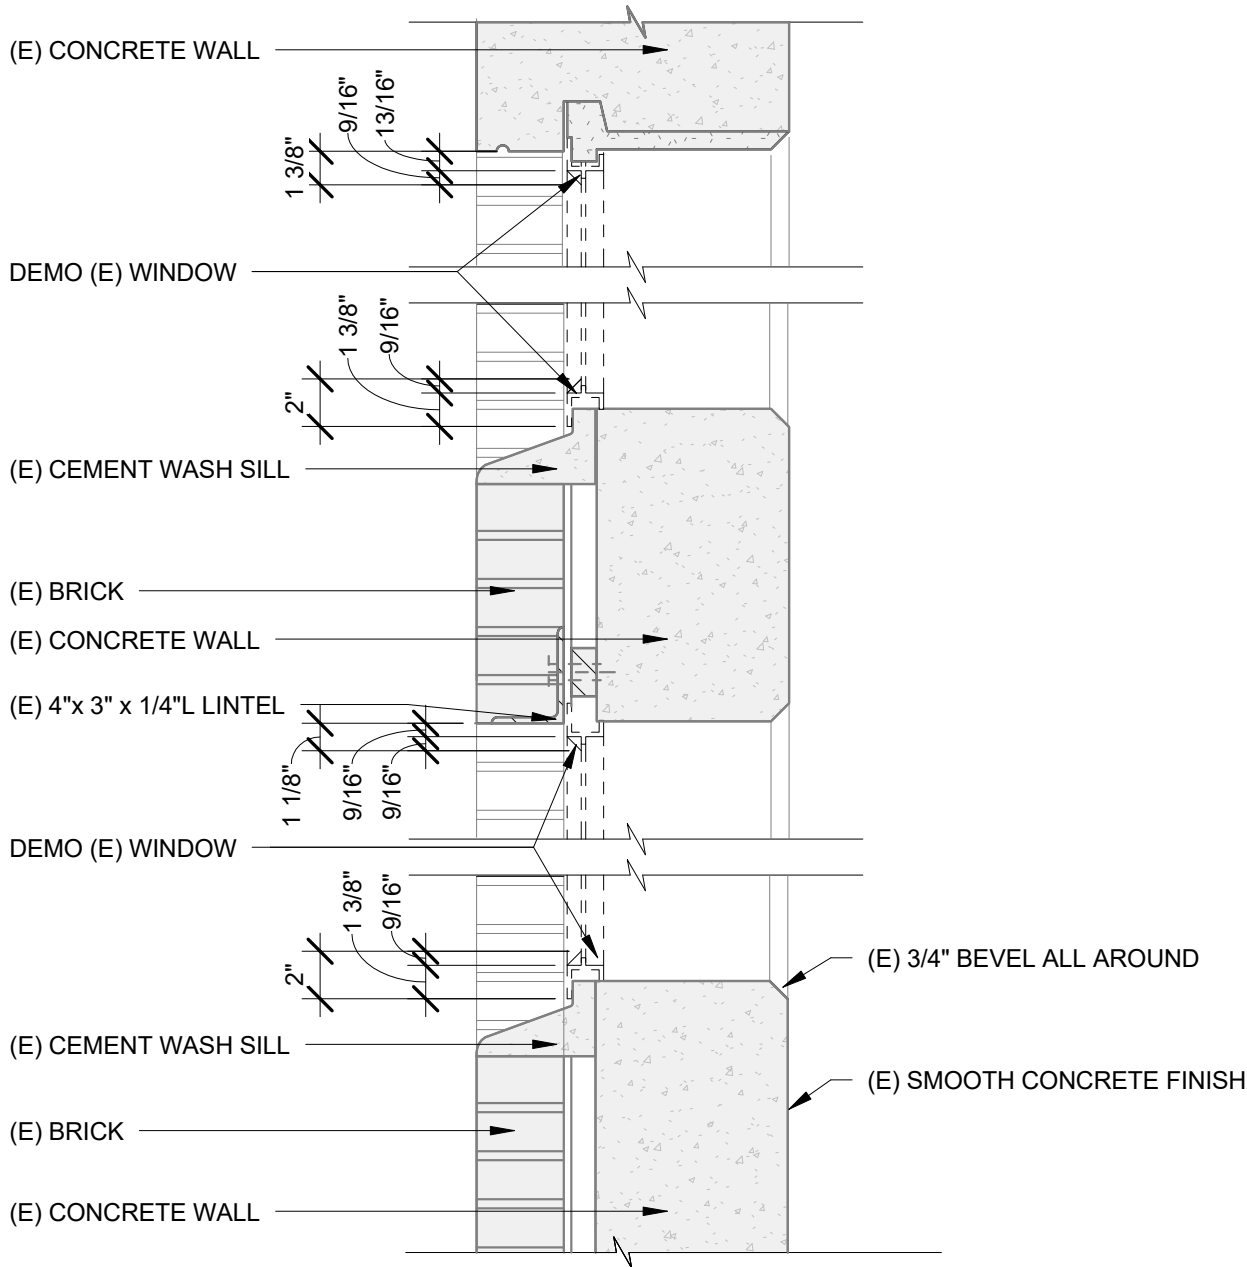 (E) CONCRETE WALL
1 3/8"
9/16"
13/16"
DEMO (E) WINDOW
2"
1 3/8"
9/16"
(E) CEMENT WASH SILL
(E) BRICK
(E) CONCRETE WALL
(E) 4"x 3" x 1/4"L LINTEL
1 1/8"
9/16"
9/16"
DEMO (E) WINDOW
2"
1 3/8"
9/16"
(E) 3/4" BEVEL ALL AROUND
(E) CEMENT WASH SILL
(E) SMOOTH CONCRETE FINISH
(E) BRICK
(E) CONCRETE WALL